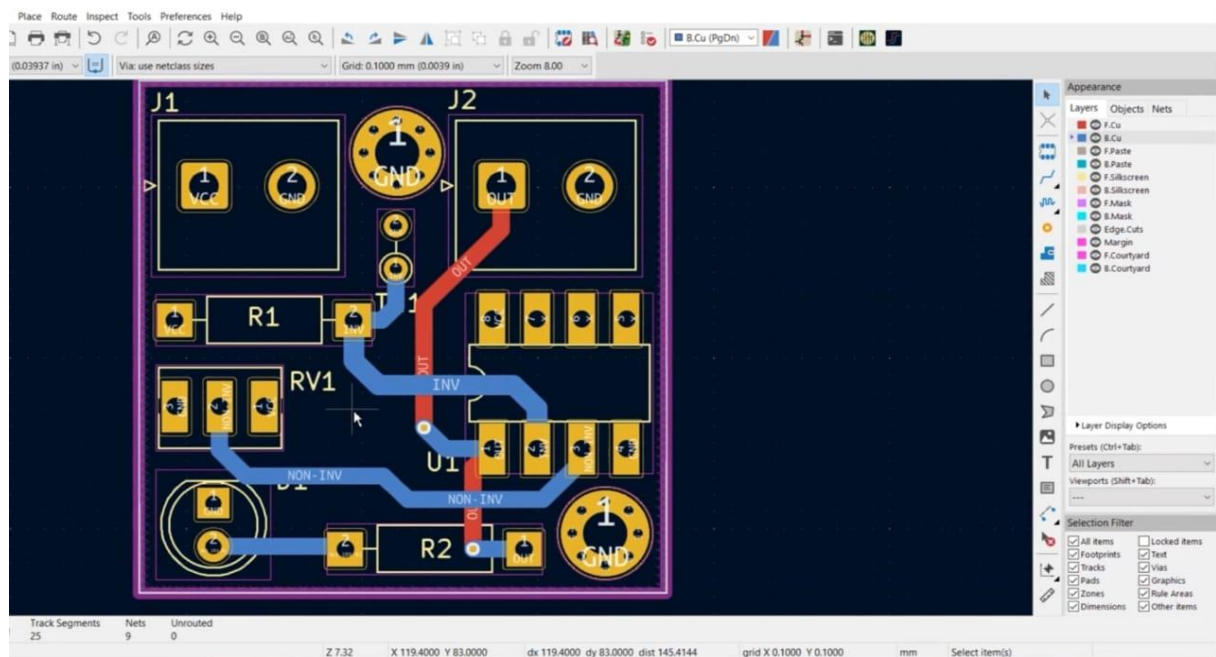 Place Route Inspect Tools Preferences Help
B.Cu (PgDn)
(0.03937 in) Via: use netclass sizes Grid: 0.1000 mm (0.0039 in) Zoom 8.00
Appearance
Layers Objects Nets
F.Cu
B.Cu
F.Paste
B.Paste
F.Silkscreen
B.Silkscreen
F.Mask
B.Mask
Edge.Cuts
Margin
F.Courtyard
B.Courtyard
Layer Display Options
Presets (Ctrl+Tab):
All Layers
Viewports (Shift+Tab):
---
Selection Filter
All items Locked items
Footprints Text
Tracks Vias
Pads Graphics
Zones Rule Areas
Dimensions Other items
J1 J2
1 VCC
2 GND
1 GND
1 OUT
2 GND
2
1
OUT
R1
1 VCC
2 INV
OUT
INV
RV1
NON-INV
U1
NON-INV
NON-INV
NON-INV
1 GND
2
R2
OUT
1 GND
Track Segments Nets Unrouted
25 9 0
Z 7.32 X 119.4000 Y 83.0000 dx 119.4000 dy 83.0000 dist 145.4144 grid X 0.1000 Y 0.1000 mm Select item(s)